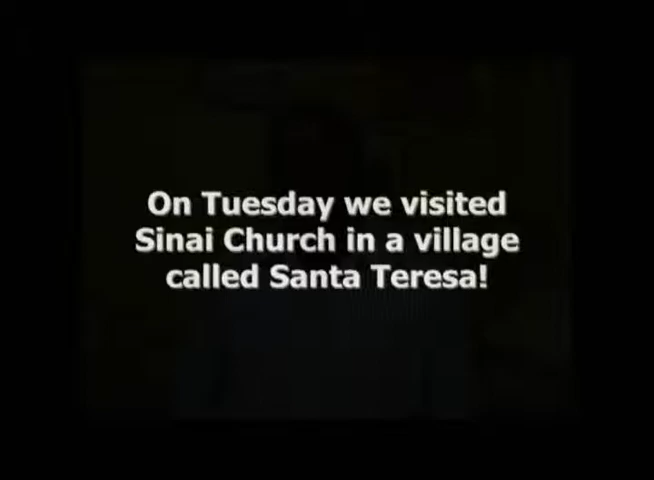 On Tuesday we visited
Sinai Church in a village
called Santa Teresa!